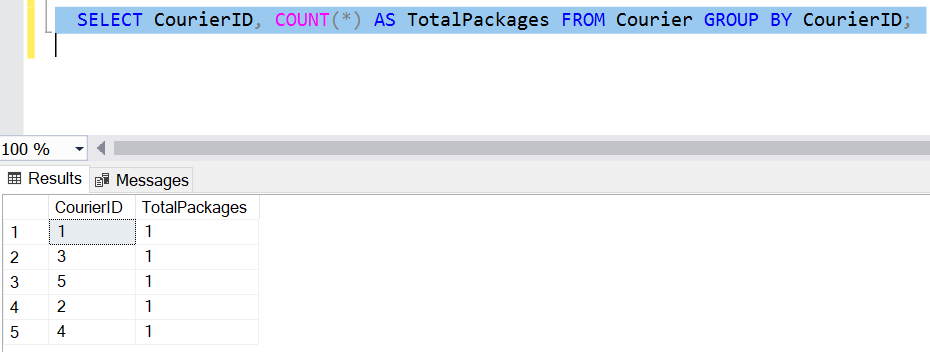 SELECT CourierID, COUNT(*) AS TotalPackages FROM Courier GROUP BY CourierID;
100 %
Results Messages
CourierID TotalPackages
1 1 1
2 3 1
3 5 1
4 2 1
5 4 1